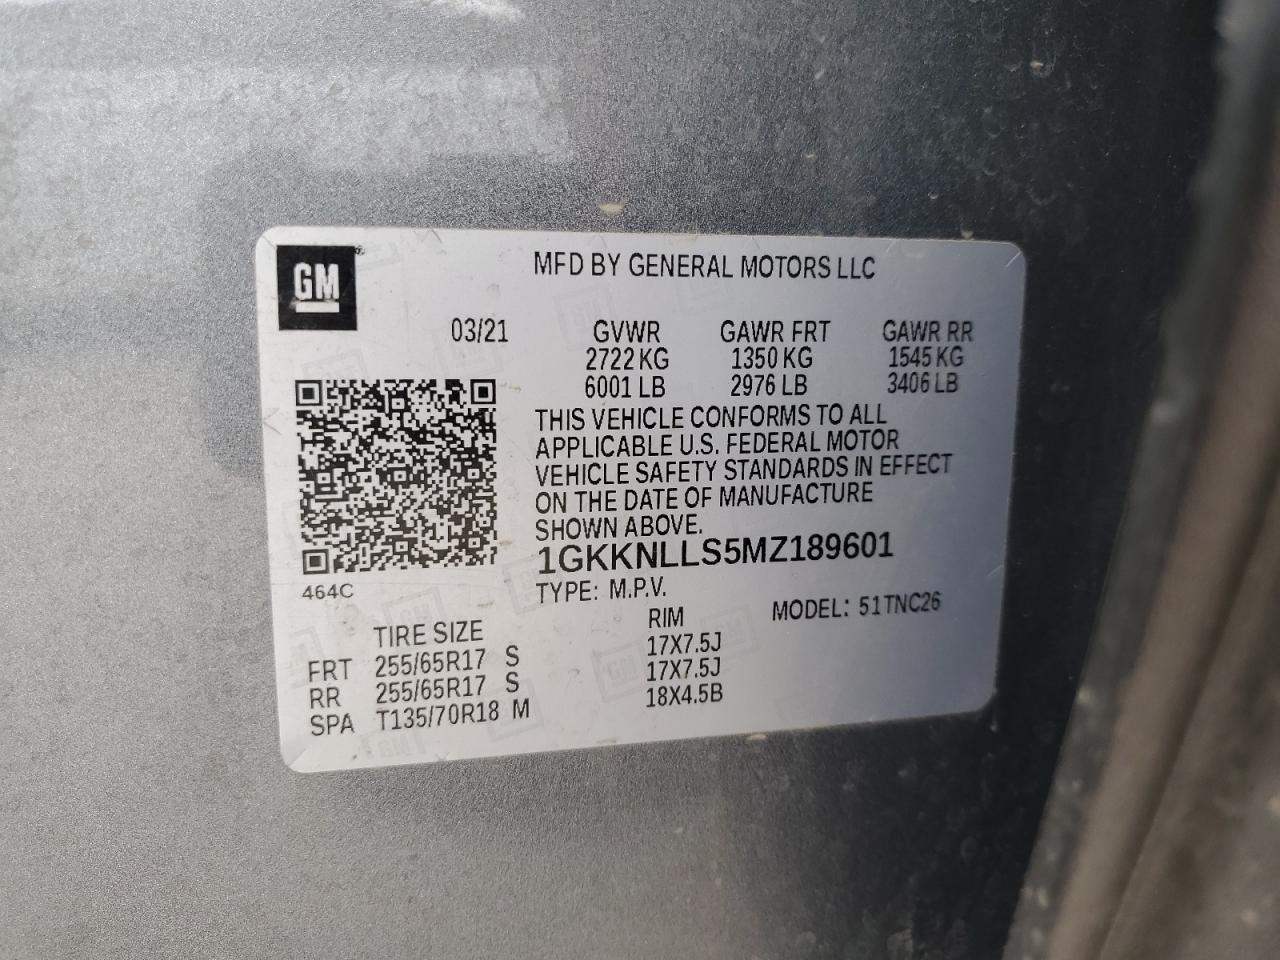 GM
MFD BY GENERAL MOTORS LLC
03/21 GVWR GAWR FRT GAWR RR
2722 KG 1350 KG 1545 KG
6001 LB 2976 LB 3406 LB
THIS VEHICLE CONFORMS TO ALL
APPLICABLE U.S. FEDERAL MOTOR
VEHICLE SAFETY STANDARDS IN EFFECT
ON THE DATE OF MANUFACTURE
SHOWN ABOVE.
1GKKNLLS5MZ189601
464C
TYPE: M.P.V. MODEL: 51TNC26
TIRE SIZE RIM
FRT 255/65R17 S 17X7.5J
RR 255/65R17 S 17X7.5J
SPA T135/70R18 M 18X4.5B